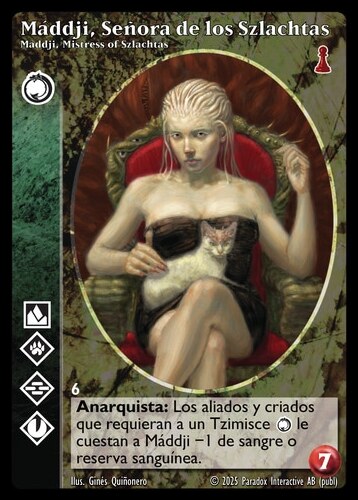 Máddji, Señora de los Szlachtas
Maddji, Mistress of Szlachtas
6
Anarquista: Los aliados y criados
que requieran a un Tzimisce le
cuestan a Máddji −1 de sangre o
reserva sanguínea.
7
Ilus. Ginés Quiñonero © 2025 Paradox Interactive AB (publ)